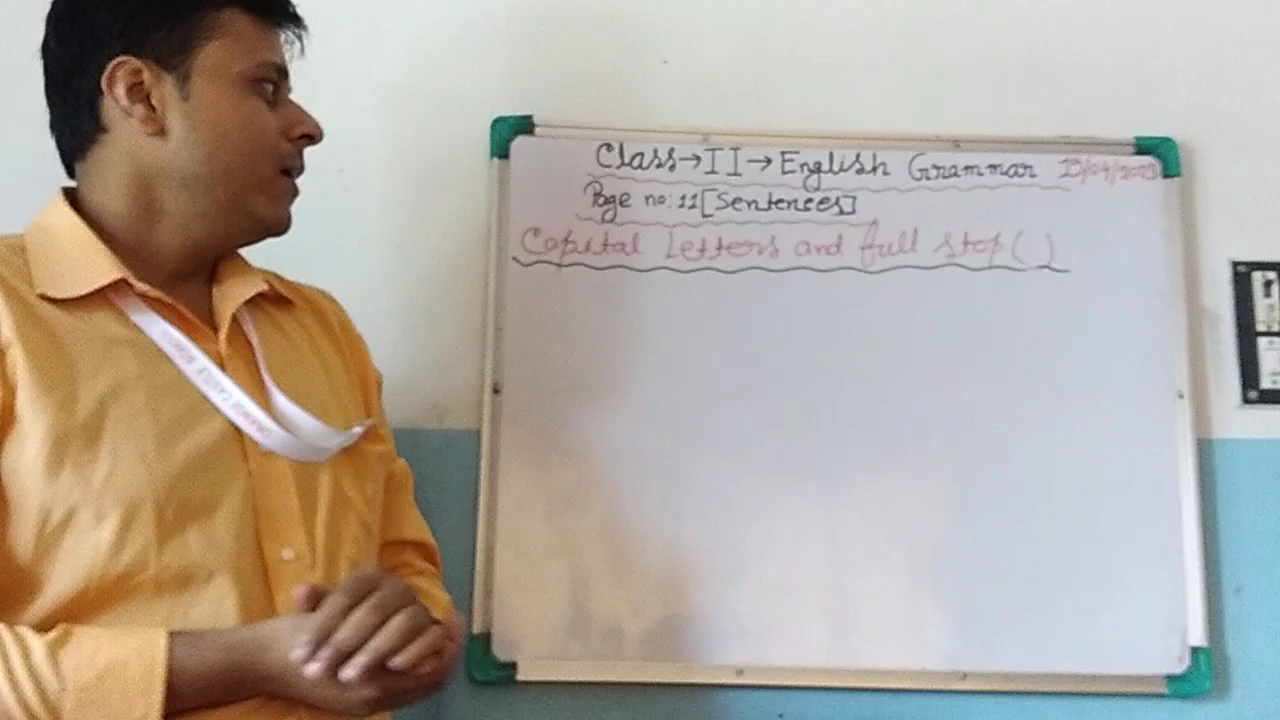 Class→II→English Grammar
Page no: 11[Sentences]
Capital letters and full stop( )